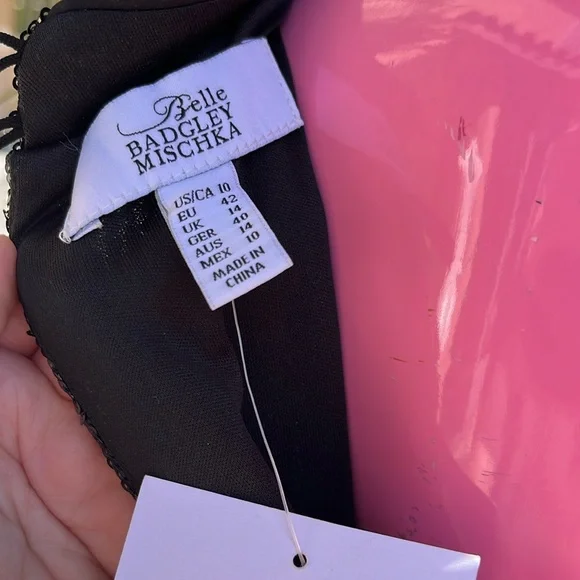 Belle
BADGLEY
MISCHKA
US/CA 10
EU 42
UK 14
GER 40
AUS 14
MEX 10
MADE IN
CHINA